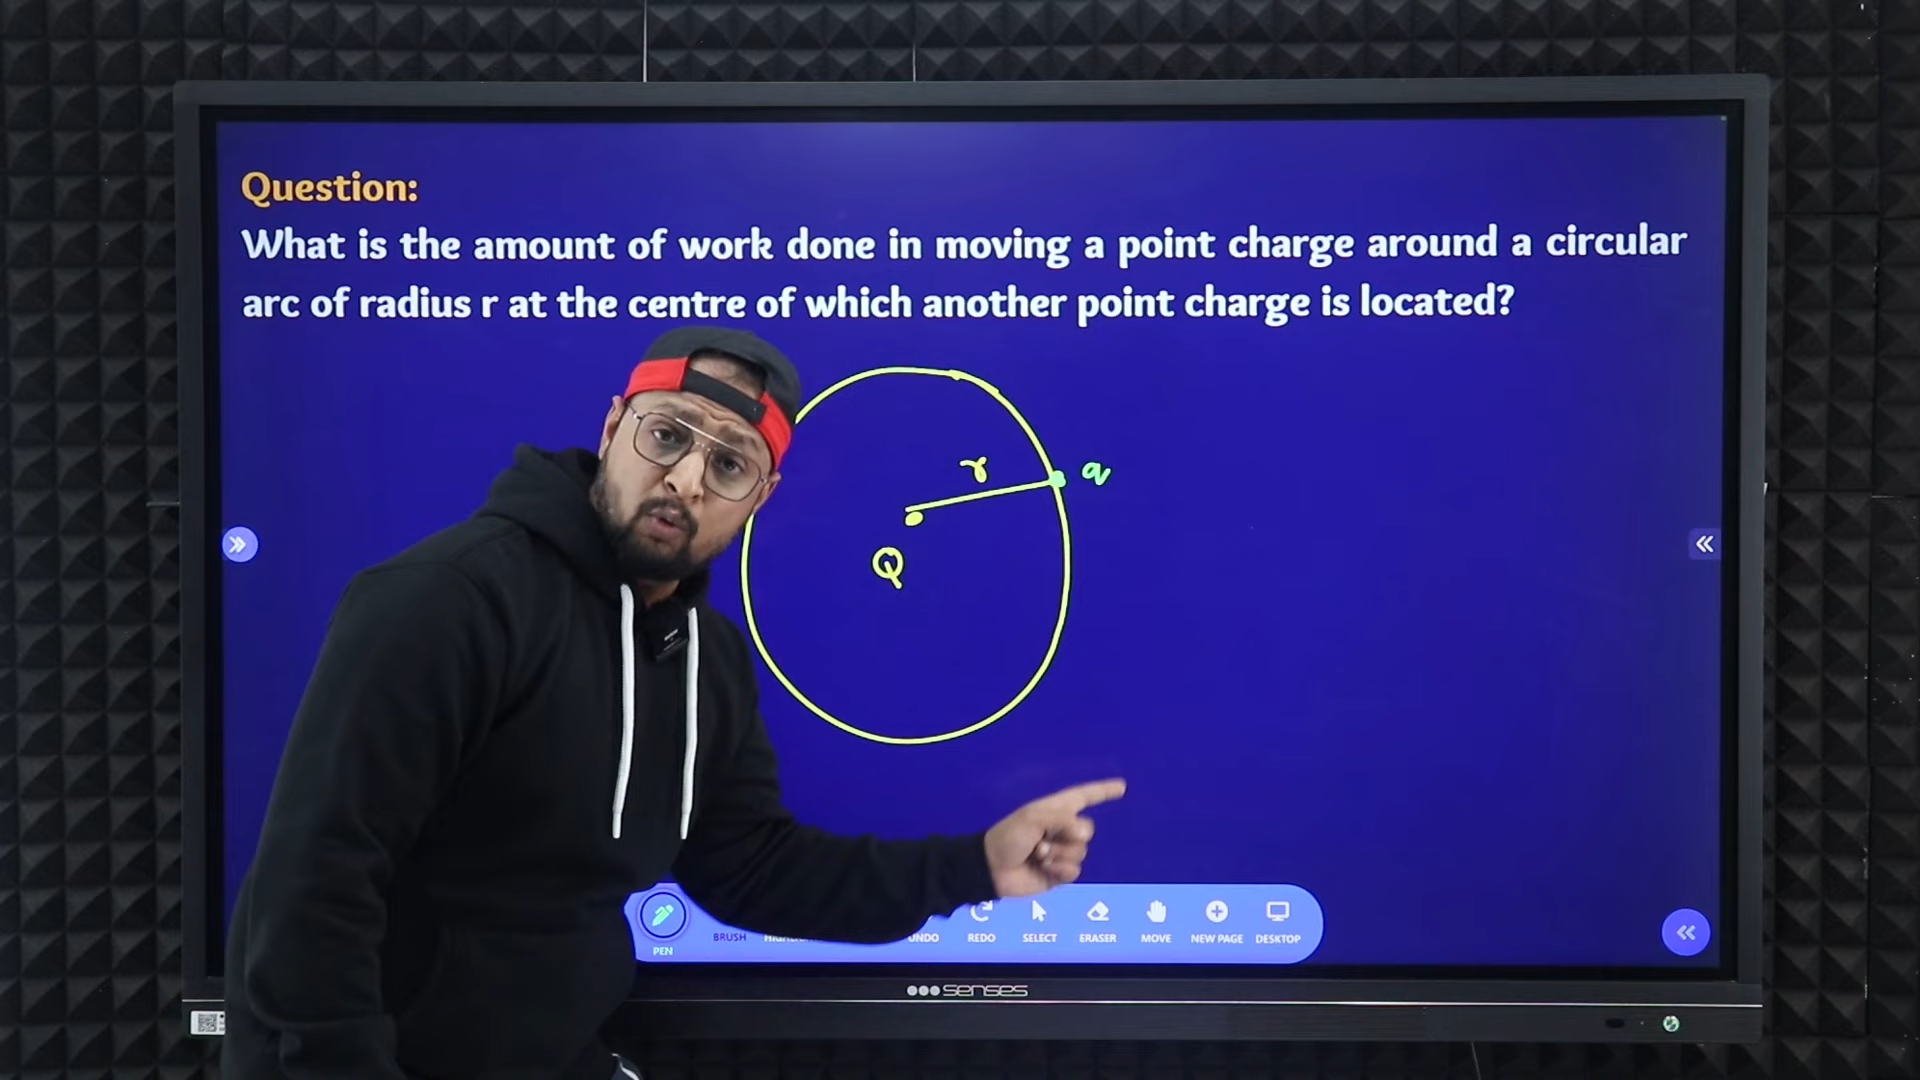 Question:
What is the amount of work done in moving a point charge around a circular
arc of radius r at the centre of which another point charge is located?
r
q
Q
PEN
BRUSH
REDO
SELECT
ERASER
MOVE
NEW PAGE
DESKTOP
senses